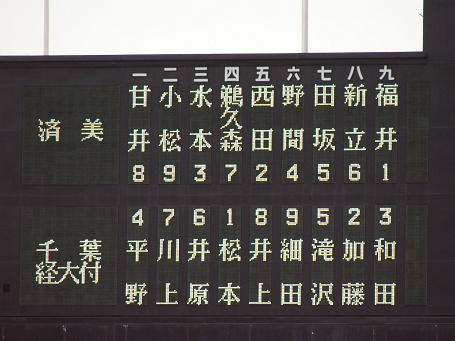 一 二 三 四 五 六 七 八 九
済美 甘井 小松 水本 鵜久森 西田 野間 田坂 新立 福井
8 9 3 7 2 4 5 6 1
4 7 6 1 8 9 5 2 3
千葉経大付 平野 川上 井原 松本 井上 細田 滝沢 加藤 和田